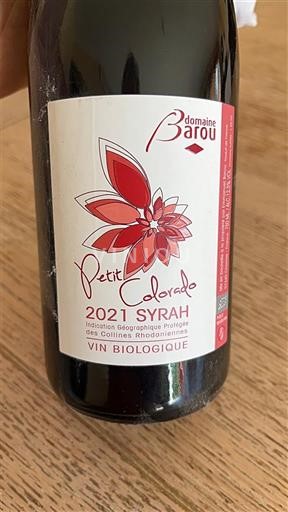 domaine
Barou
Petit
Colorado
2021 SYRAH
Indication Géographique Protégée
des Collines Rhodaniennes
VIN BIOLOGIQUE